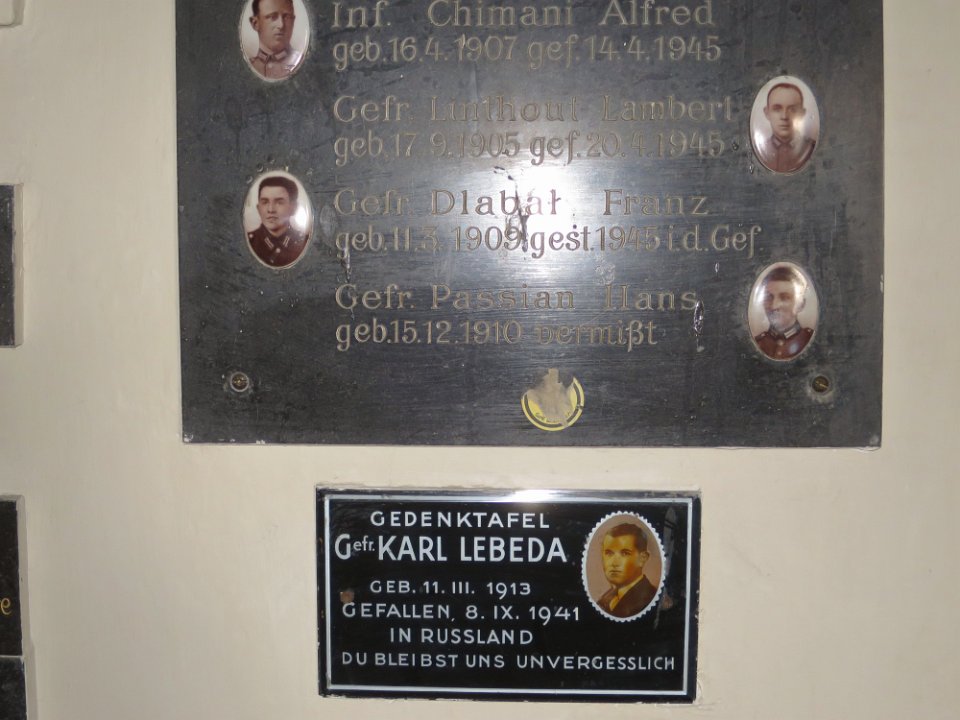 Inf. Chimani Alfred
geb. 16.4. 1907 gef. 14.4. 1945
Gefr. Linthout Lambert
geb. 17.9. 1905 gef. 20.4. 1945
Gefr. Dlabal Franz
geb. 11.3. 1909 gest. 1945 i.d. Gef.
Gefr. Passian Hans
geb. 15.12. 1910 vermißt
GEDENKTAFEL
Gefr. KARL LEBEDA
GEB. 11. III. 1913
GEFALLEN, 8. IX. 1941
IN RUSSLAND
DU BLEIBST UNS UNVERGESSLICH